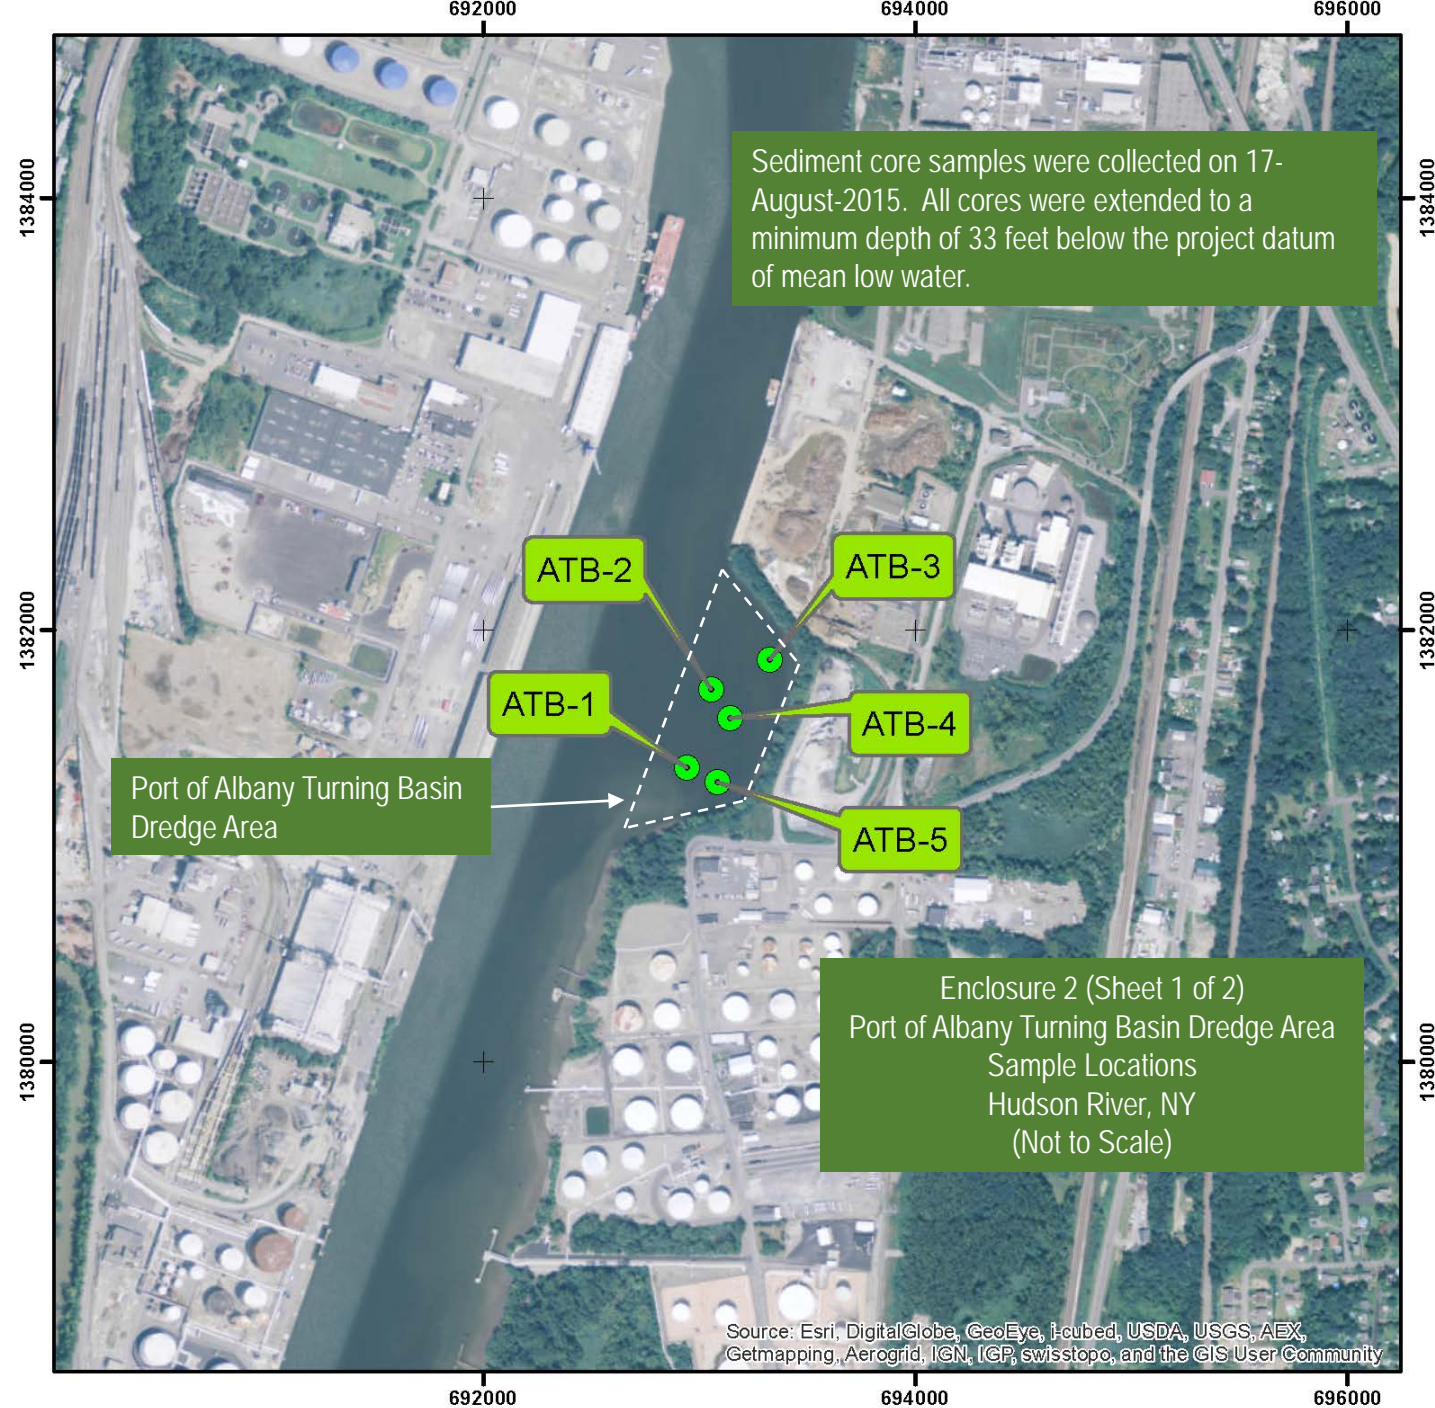 692000
694000
696000
1384000
1384000
Sediment core samples were collected on 17-
August-2015.  All cores were extended to a
minimum depth of 33 feet below the project datum
of mean low water.
ATB-2
ATB-3
1382000
1382000
ATB-1
ATB-4
Port of Albany Turning Basin
Dredge Area
ATB-5
Enclosure 2 (Sheet 1 of 2)
Port of Albany Turning Basin Dredge Area
Sample Locations
Hudson River, NY
(Not to Scale)
1380000
1380000
Source: Esri, DigitalGlobe, GeoEye, i-cubed, USDA, USGS, AEX,
Getmapping, Aerogrid, IGN, IGP, swisstopo, and the GIS User Community
692000
694000
696000